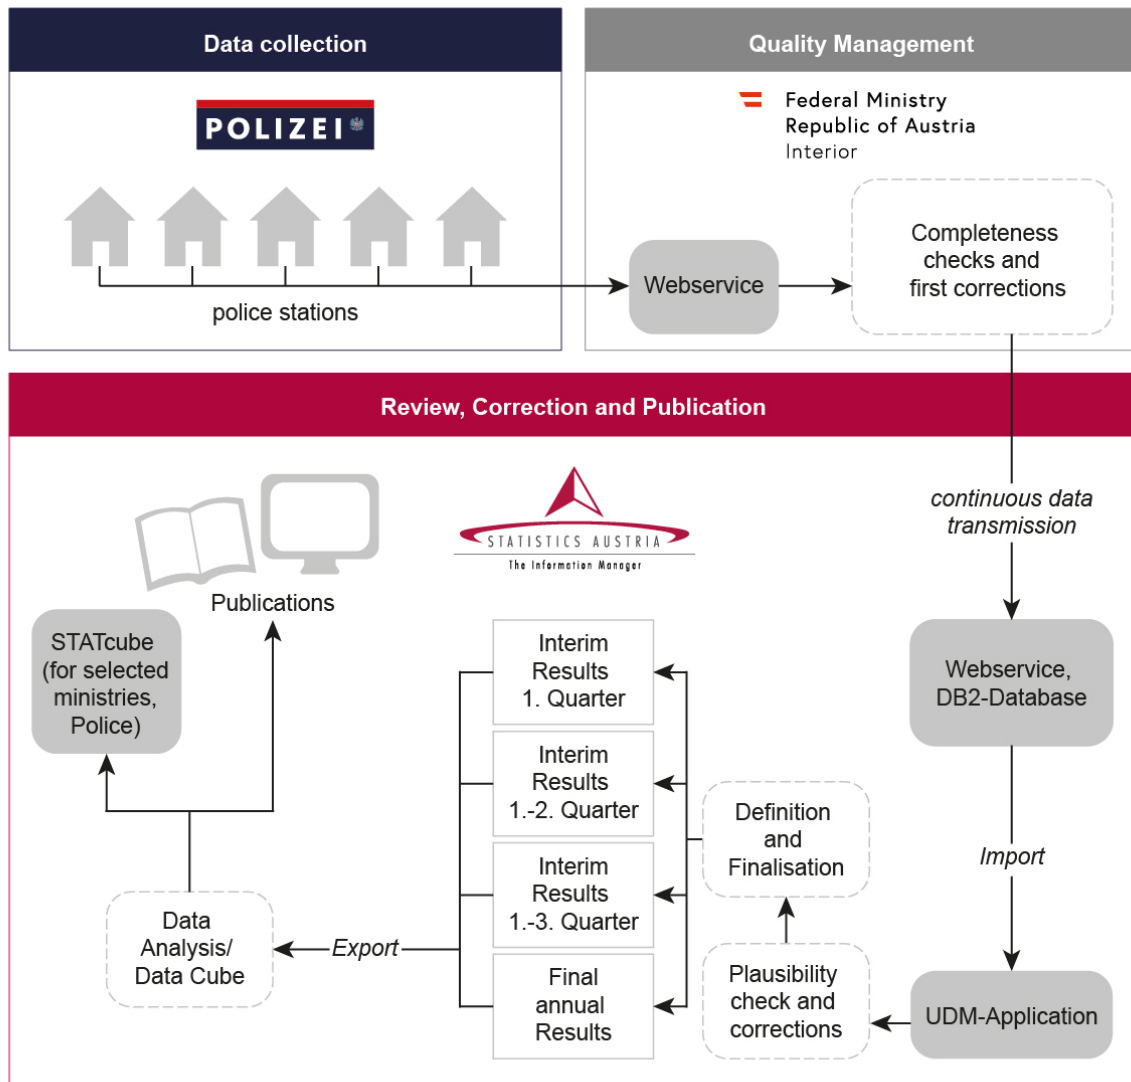 Data collection
POLIZEI
police stations
Quality Management
Federal Ministry
Republic of Austria
Interior
Webservice
Completeness
checks and
first corrections
Review, Correction and Publication
continuous data
transmission
STATISTICS AUSTRIA
The Information Manager
Publications
STATcube
(for selected
ministries,
Police)
Interim
Results
1. Quarter
Interim
Results
1.-2. Quarter
Interim
Results
1.-3. Quarter
Final
annual
Results
Webservice,
DB2-Database
Definition
and
Finalisation
Import
Data
Analysis/
Data Cube
Export
Plausibility
check and
corrections
UDM-Application